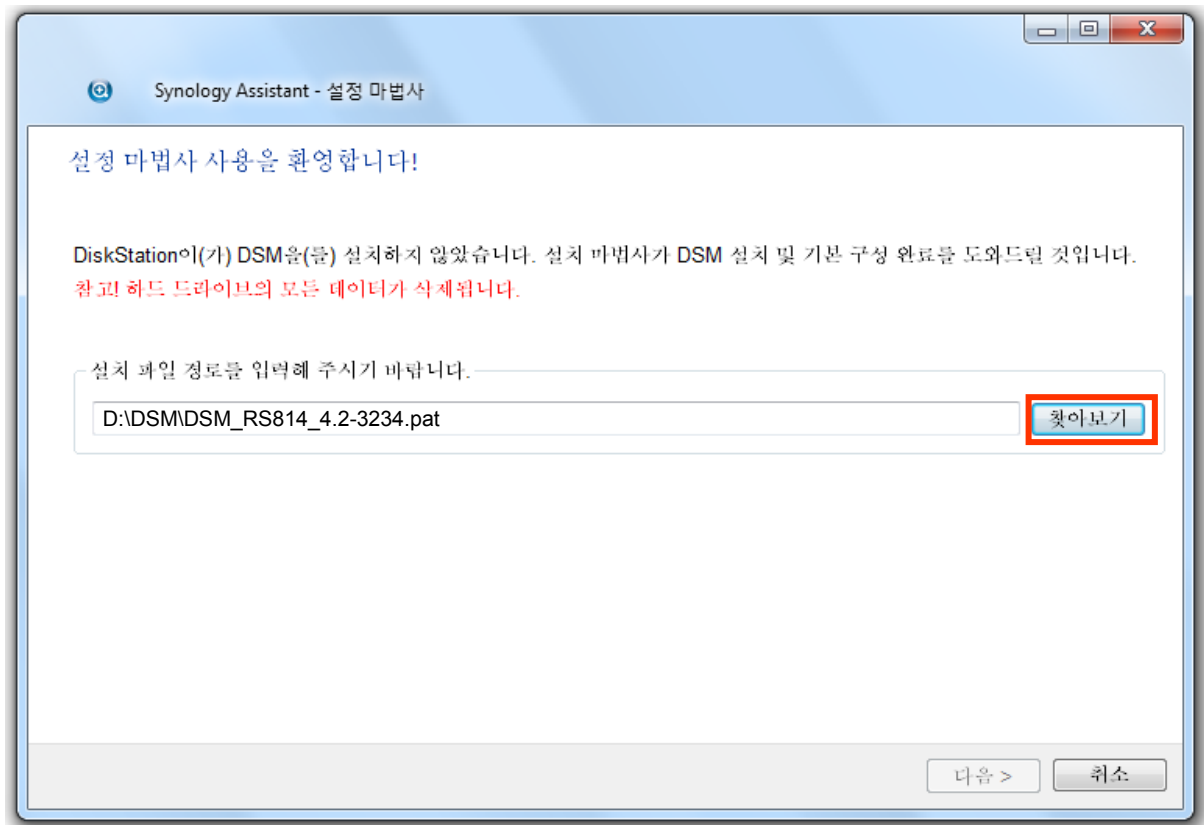 Synology Assistant - 설정 마법사
설정 마법사 사용을 환영합니다!
DiskStation이(가) DSM을(를) 설치하지 않았습니다. 설치 마법사가 DSM 설치 및 기본 구성 완료를 도와드릴 것입니다.
참고! 하드 드라이브의 모든 데이터가 삭제됩니다.
설치 파일 경로를 입력해 주시기 바랍니다.
D:\DSM\DSM_RS814_4.2-3234.pat
찾아보기
다음 >
취소